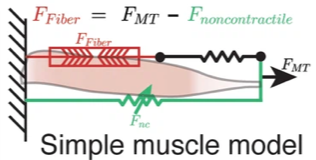 F_Fiber = F_MT − F_noncontractile
F_Fiber
F_MT
F_nc
Simple muscle model